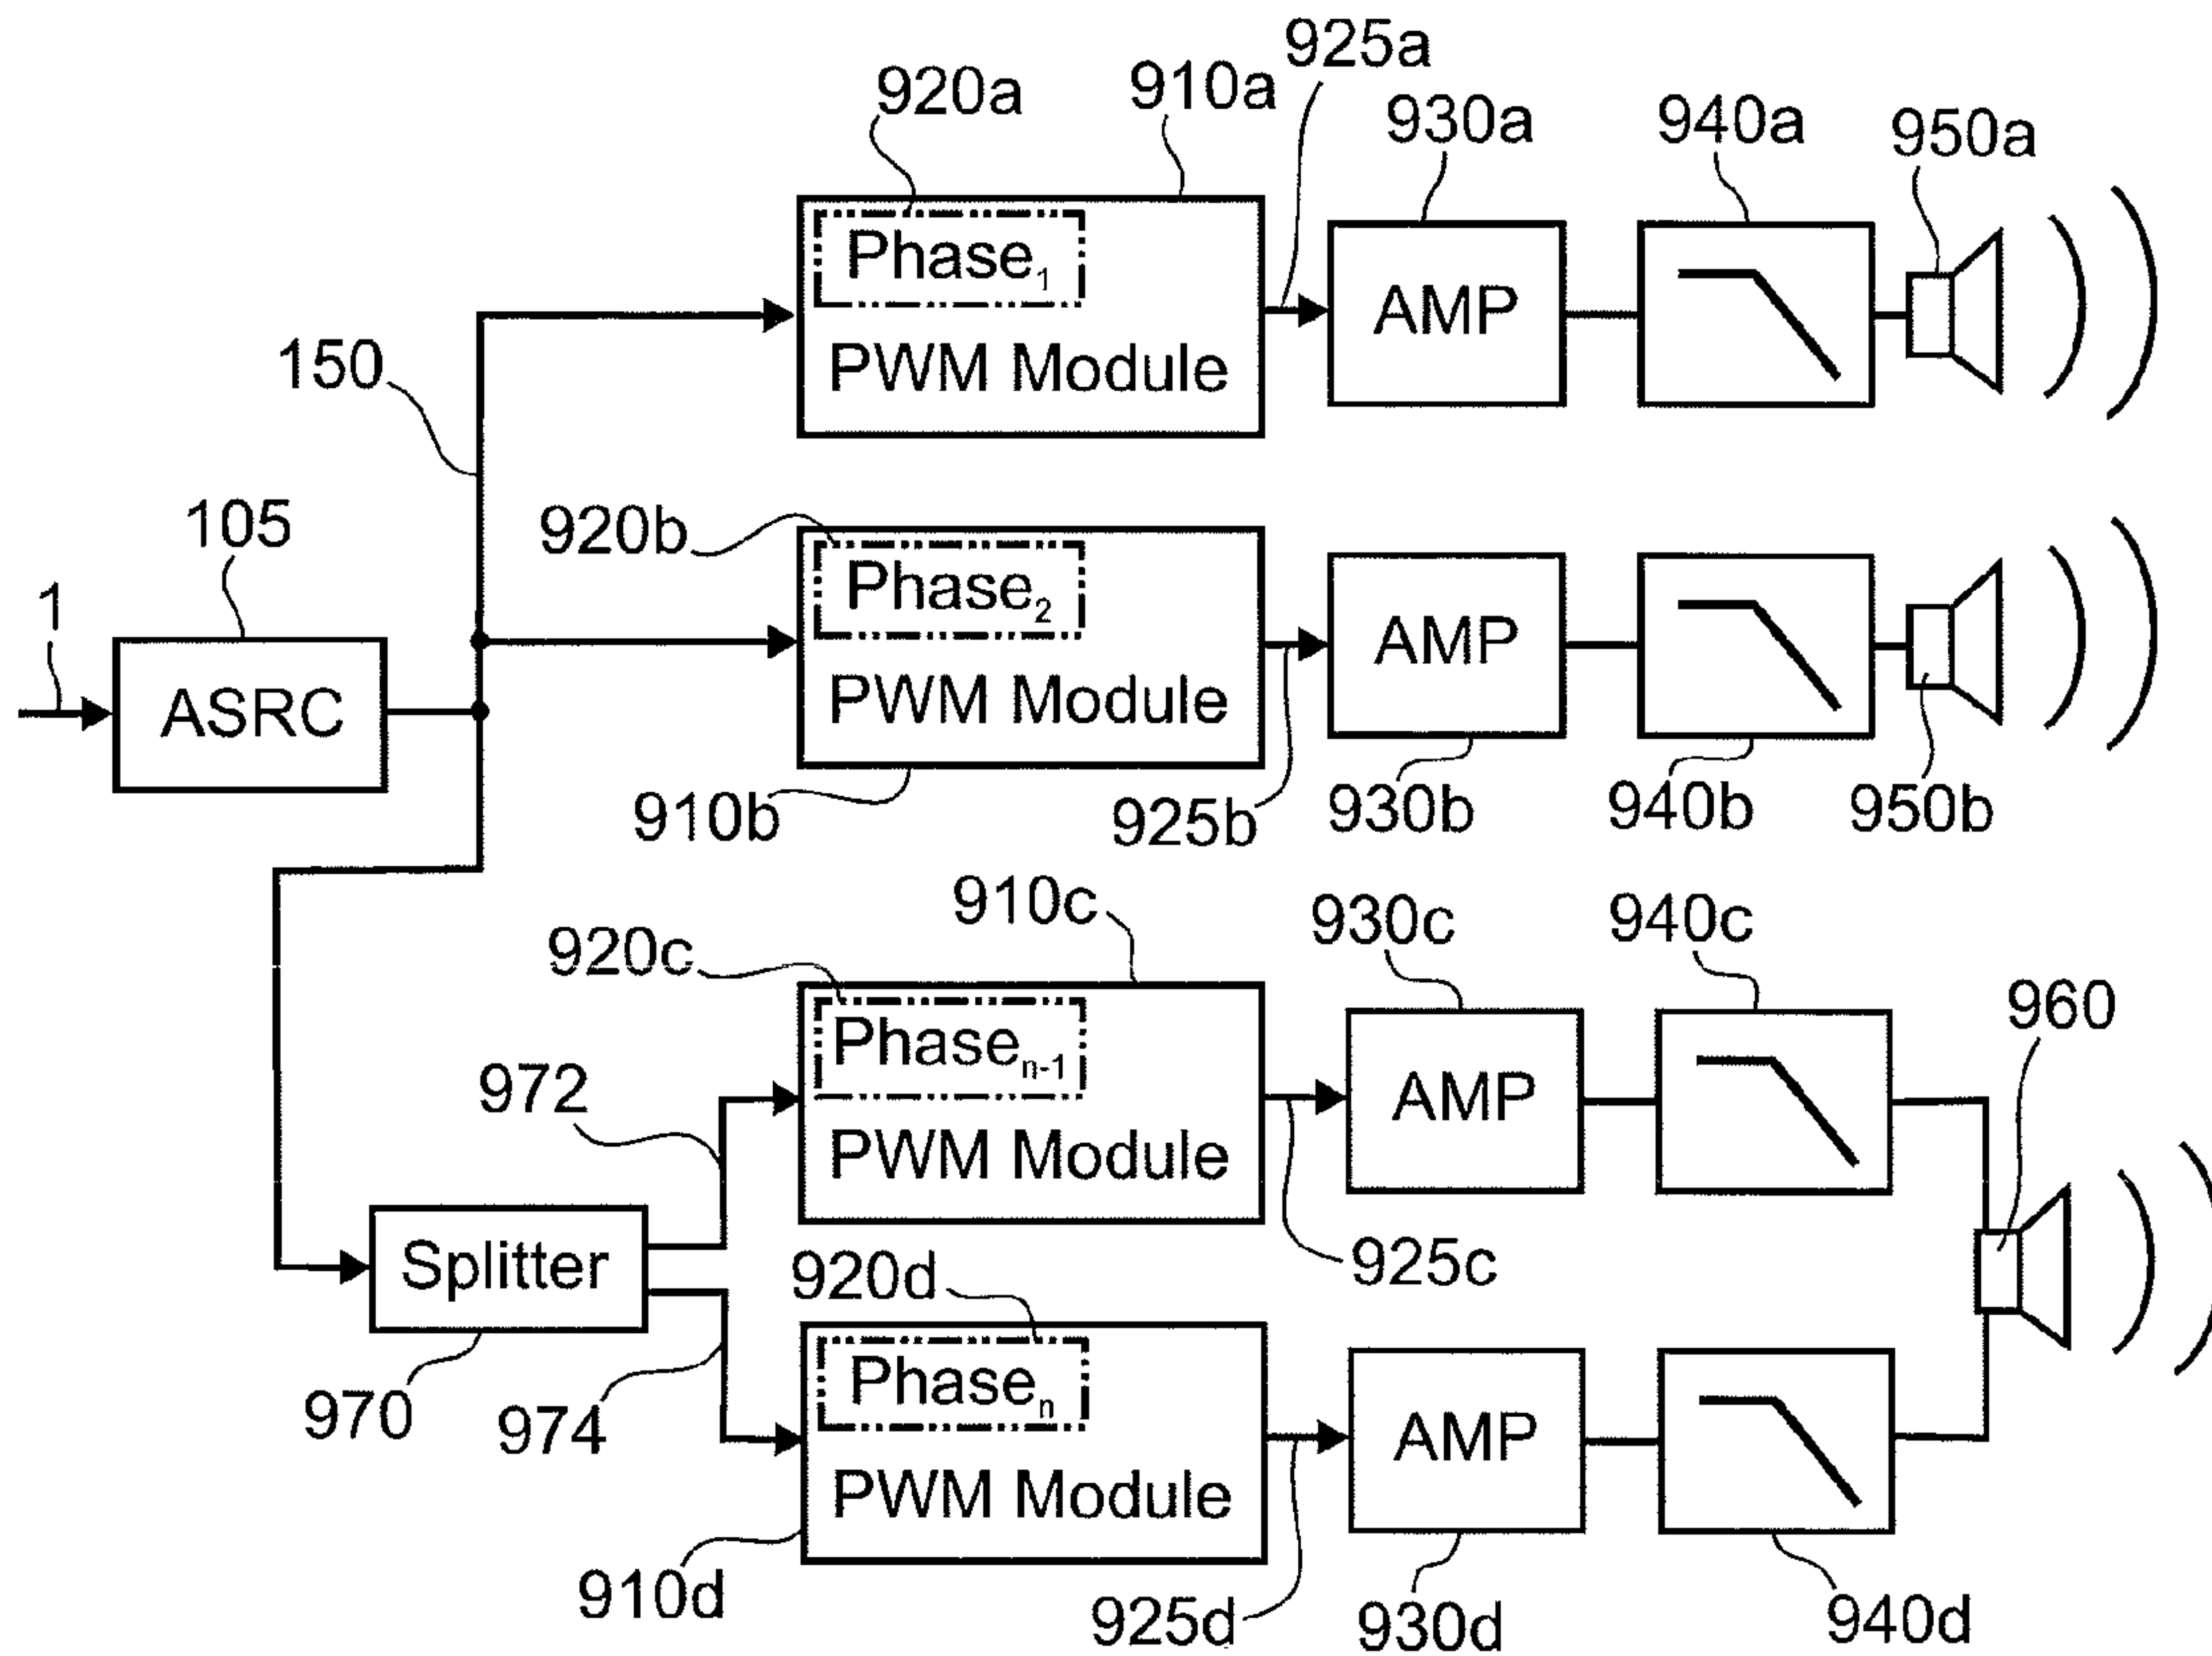 925a
920a
910a
930a
940a
950a
Phase1
AMP
PWM Module
150
105
920b
Phase2
1
AMP
ASRC
PWM Module
910b
925b
930b
940b
950b
910c
930c
940c
920c
960
Phasen-1
972
AMP
PWM Module
Splitter
920d
925c
Phasen
970
974
AMP
PWM Module
910d
925d
930d
940d